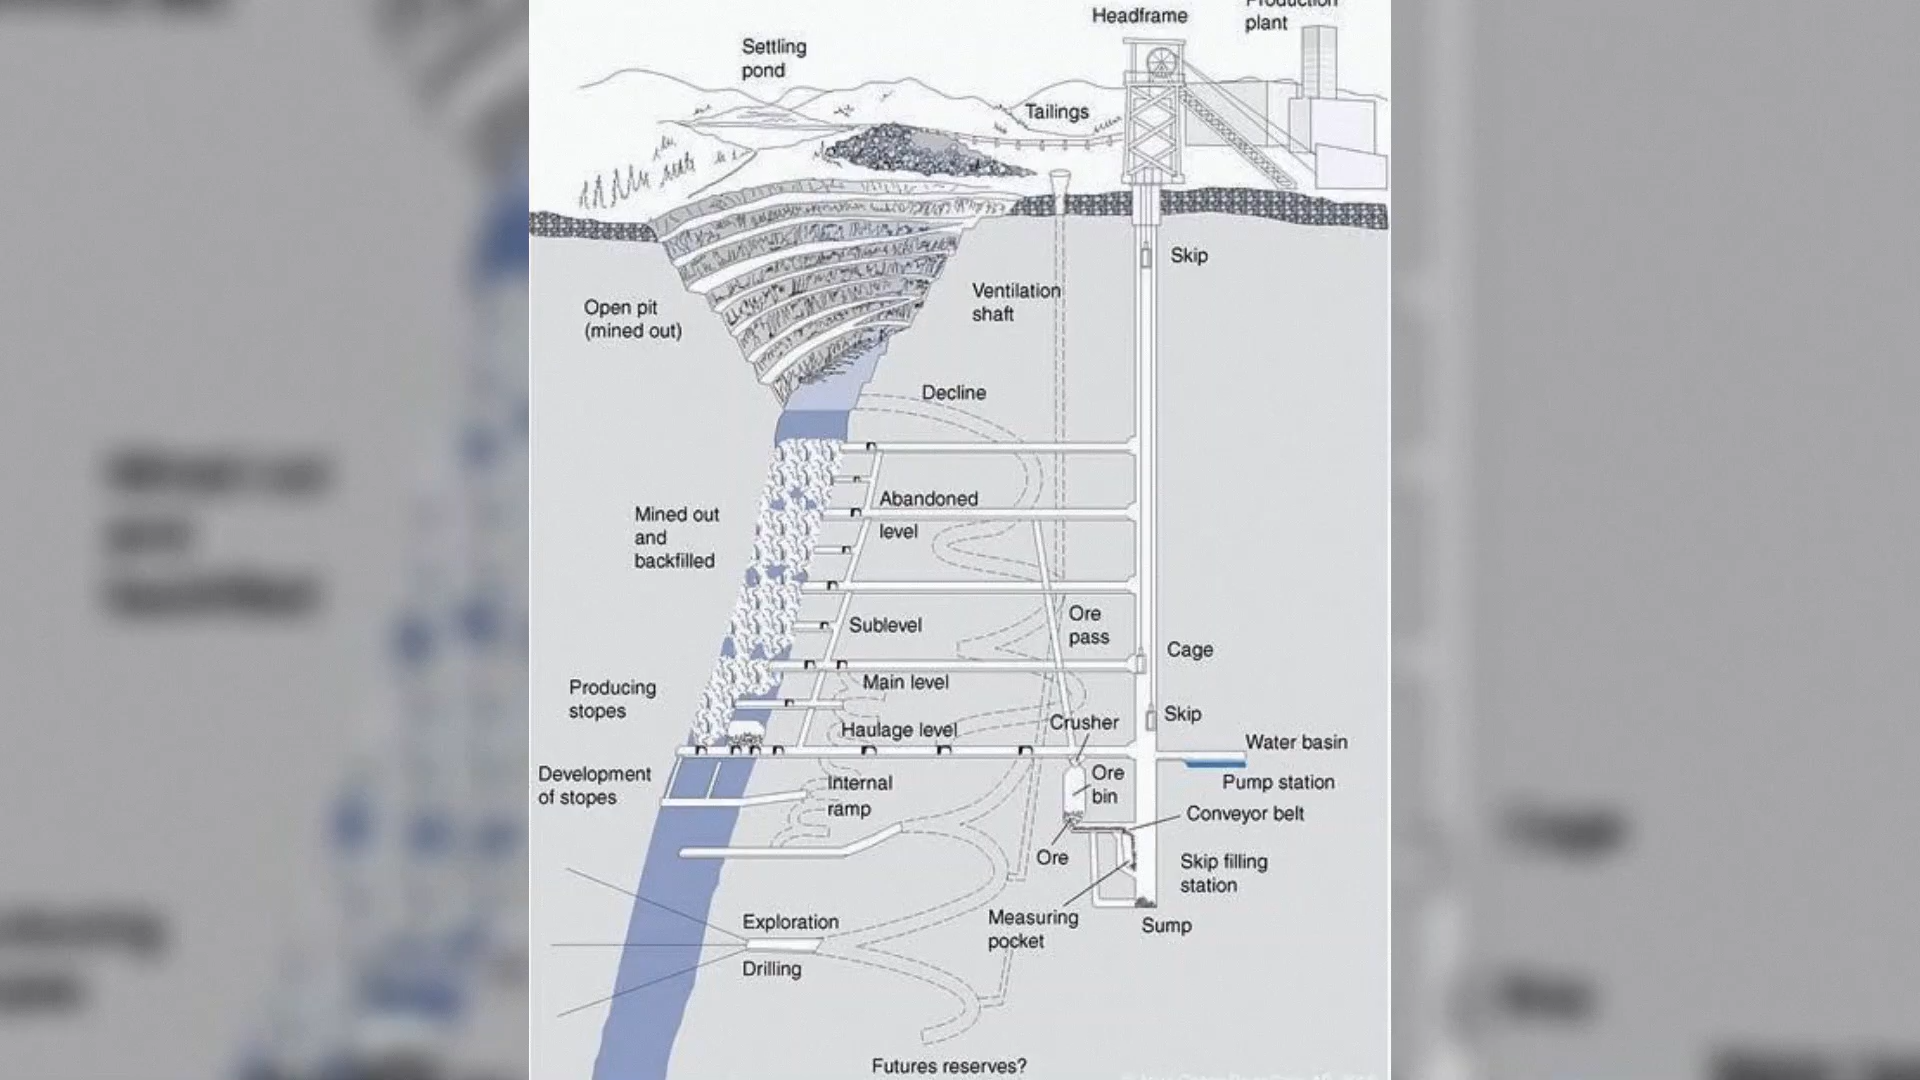 Production
plant
Headframe
Settling
pond
Tailings
Skip
Ventilation
shaft
Open pit
(mined out)
Decline
Abandoned
level
Mined out
and
backfilled
Ore
pass
Sublevel
Cage
Main level
Producing
stopes
Skip
Crusher
Haulage level
Water basin
Development
of stopes
Internal
ramp
Ore
bin
Pump station
Conveyor belt
Ore
Skip filling
station
Measuring
pocket
Exploration
Drilling
Sump
Futures reserves?